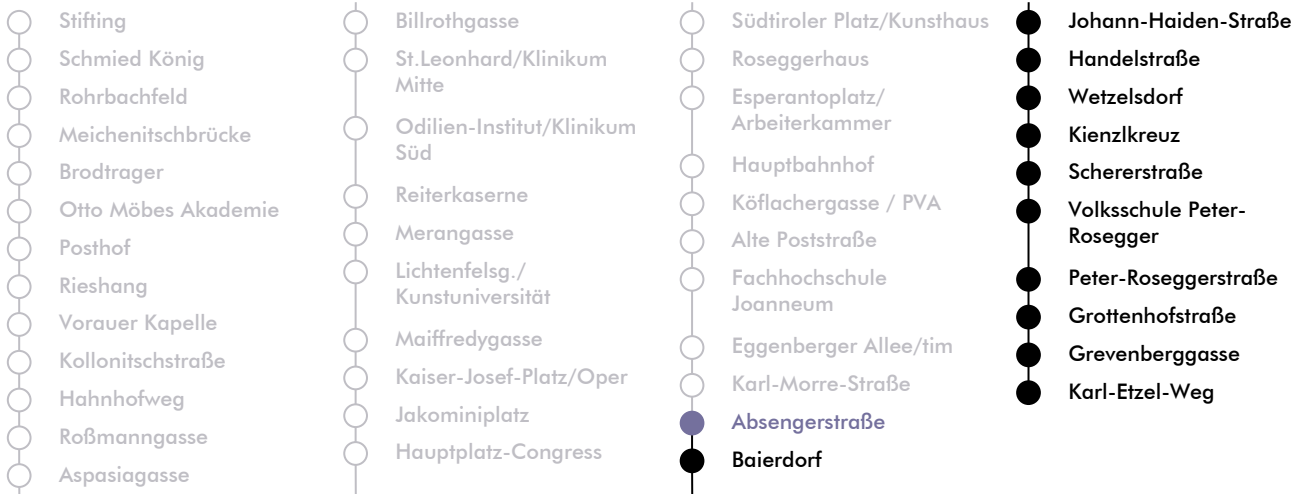 Stifting
Schmied König
Rohrbachfeld
Meichenitschbrücke
Brodtrager
Otto Möbes Akademie
Posthof
Rieshang
Vorauer Kapelle
Kollonitschstraße
Hahnhofweg
Roßmanngasse
Aspasiagasse
Billrothgasse
St.Leonhard/Klinikum
Mitte
Odilien-Institut/Klinikum
Süd
Reiterkaserne
Merangasse
Lichtenfelsg./
Kunstuniversität
Maiffredygasse
Kaiser-Josef-Platz/Oper
Jakominiplatz
Hauptplatz-Congress
Südtiroler Platz/Kunsthaus
Roseggerhaus
Esperantoplatz/
Arbeiterkammer
Hauptbahnhof
Köflachergasse / PVA
Alte Poststraße
Fachhochschule
Joanneum
Eggenberger Allee/tim
Karl-Morre-Straße
Absengerstraße
Baierdorf
Johann-Haiden-Straße
Handelstraße
Wetzelsdorf
Kienzlkreuz
Schererstraße
Volksschule Peter-
Rosegger
Peter-Roseggerstraße
Grottenhofstraße
Grevenberggasse
Karl-Etzel-Weg